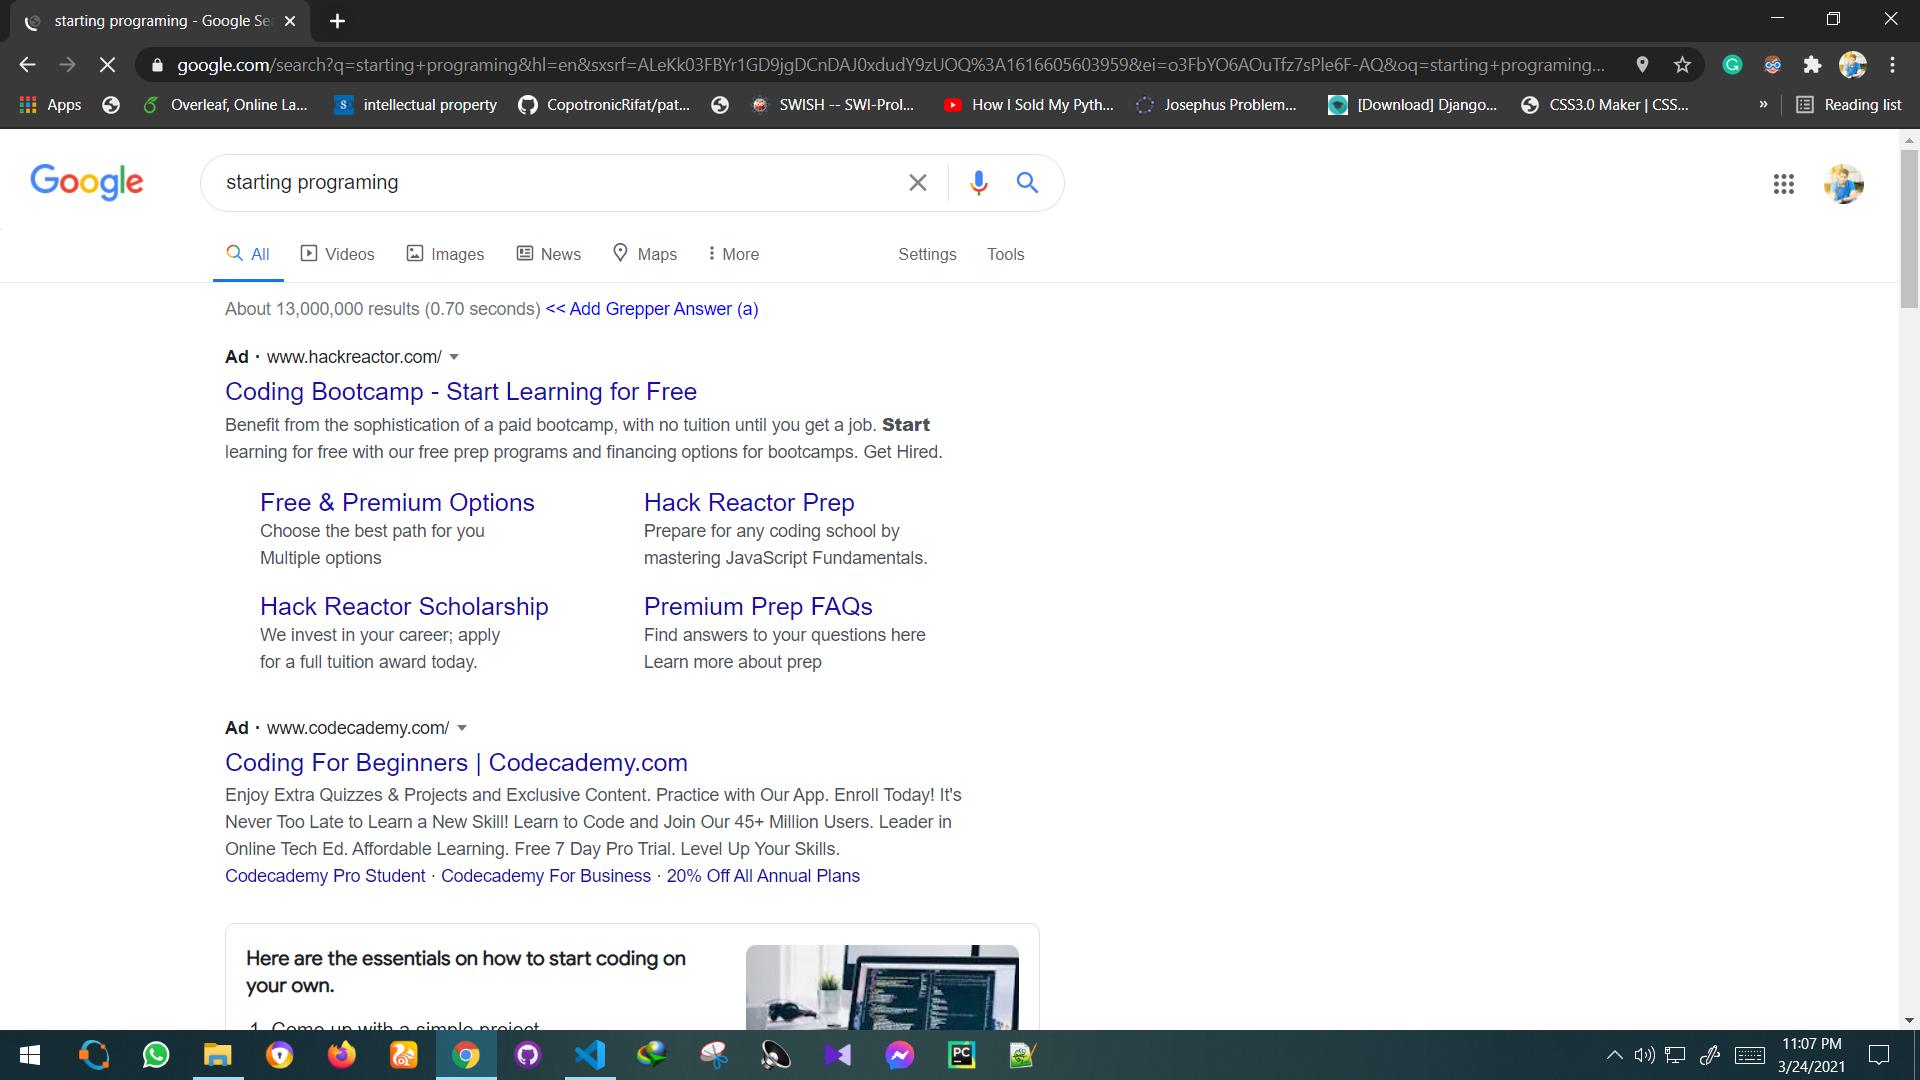 starting programing - Google Sea
google.com/search?q=starting+programing&hl=en&sxsrf=ALeKk03FBYr1GD9jgDCnDAJ0xdudY9zUOQ%3A1616605603959&ei=o3FbYO6AOuTfz7sPle6F-AQ&oq=starting+programing...
Apps Overleaf, Online La... S intellectual property CopotronicRifat/pat... SWISH -- SWI-Prol... How I Sold My Pyth... Josephus Problem... [Download] Django... CSS3.0 Maker | CSS... » Reading list
Google starting programing
All Videos Images News Maps More Settings Tools
About 13,000,000 results (0.70 seconds) << Add Grepper Answer (a)
Ad · www.hackreactor.com/
Coding Bootcamp - Start Learning for Free
Benefit from the sophistication of a paid bootcamp, with no tuition until you get a job. Start
learning for free with our free prep programs and financing options for bootcamps. Get Hired.
Free & Premium Options
Choose the best path for you
Multiple options
Hack Reactor Prep
Prepare for any coding school by
mastering JavaScript Fundamentals.
Hack Reactor Scholarship
We invest in your career; apply
for a full tuition award today.
Premium Prep FAQs
Find answers to your questions here
Learn more about prep
Ad · www.codecademy.com/
Coding For Beginners | Codecademy.com
Enjoy Extra Quizzes & Projects and Exclusive Content. Practice with Our App. Enroll Today! It's
Never Too Late to Learn a New Skill! Learn to Code and Join Our 45+ Million Users. Leader in
Online Tech Ed. Affordable Learning. Free 7 Day Pro Trial. Level Up Your Skills.
Codecademy Pro Student · Codecademy For Business · 20% Off All Annual Plans
Here are the essentials on how to start coding on
your own.
1. Come up with a simple project
PC
11:07 PM
3/24/2021